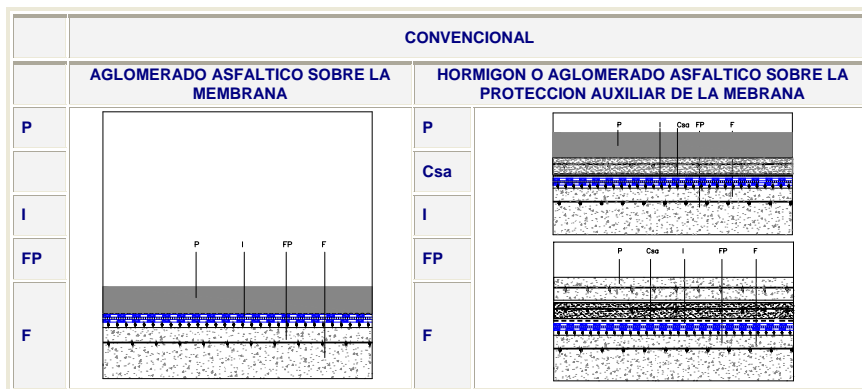 CONVENCIONAL
AGLOMERADO ASFALTICO SOBRE LA
MEMBRANA
HORMIGON O AGLOMERADO ASFALTICO SOBRE LA
PROTECCION AUXILIAR DE LA MEBRANA
P
I
FP
F
P I FP F
P
Csa
I
FP
F
P I Csa FP F
P Csa I FP F